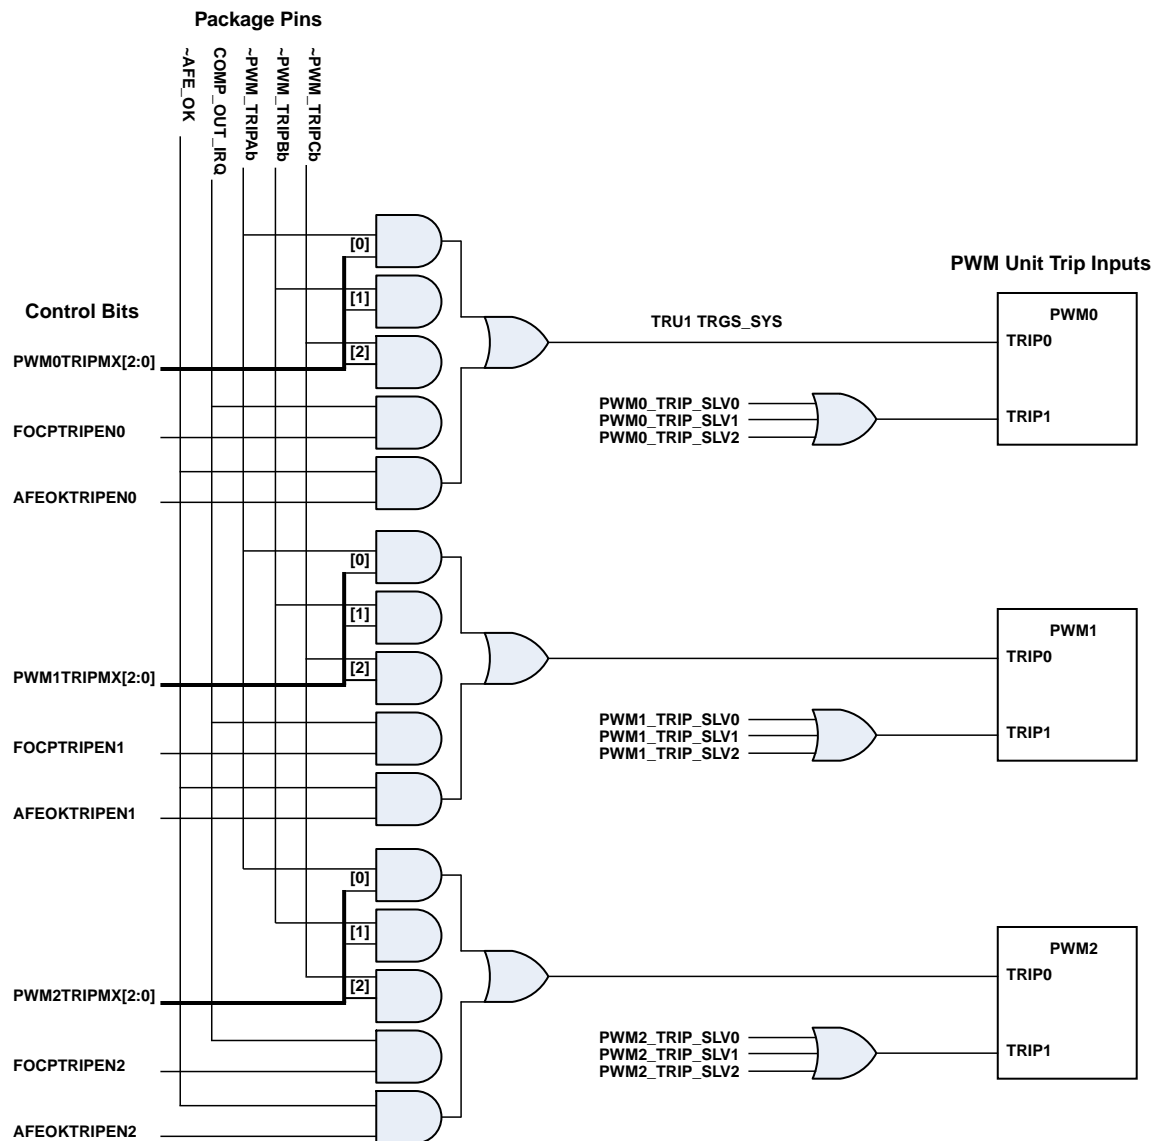 Package Pins
~AFE_OK
COMP_OUT_IRQ
~PWM_TRIPAb
~PWM_TRIPBb
~PWM_TRIPCb
Control Bits
PWM Unit Trip Inputs
[0]
[1]
[2]
PWM0TRIPMX[2:0]
FOCPTRIPEN0
AFEOKTRIPEN0
TRU1 TRGS_SYS
PWM0_TRIP_SLV0
PWM0_TRIP_SLV1
PWM0_TRIP_SLV2
PWM0
TRIP0
TRIP1
[0]
[1]
[2]
PWM1TRIPMX[2:0]
FOCPTRIPEN1
AFEOKTRIPEN1
PWM1_TRIP_SLV0
PWM1_TRIP_SLV1
PWM1_TRIP_SLV2
PWM1
TRIP0
TRIP1
[0]
[1]
[2]
PWM2TRIPMX[2:0]
FOCPTRIPEN2
AFEOKTRIPEN2
PWM2_TRIP_SLV0
PWM2_TRIP_SLV1
PWM2_TRIP_SLV2
PWM2
TRIP0
TRIP1